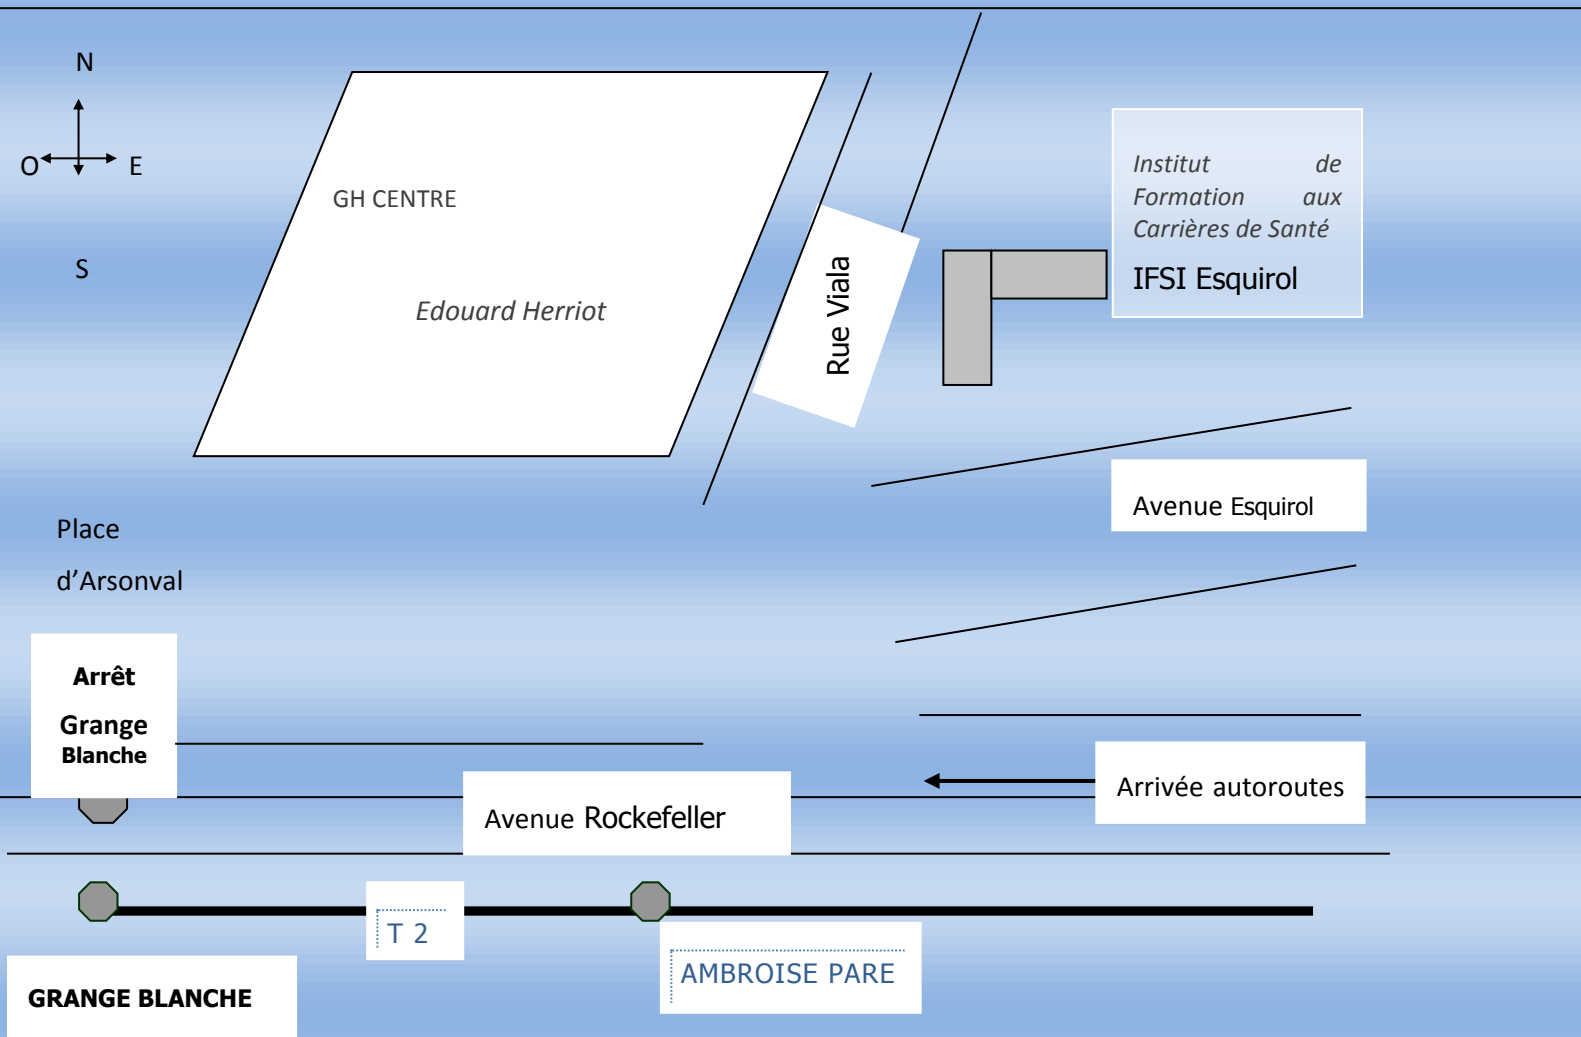 N
O
E
S
GH CENTRE
Edouard Herriot
Rue Viala
Institut de
Formation aux
Carrières de Santé
IFSI Esquirol
Avenue Esquirol
Place
d’Arsonval
Arrêt
Grange
Blanche
Arrivée autoroutes
Avenue Rockefeller
T 2
AMBROISE PARE
GRANGE BLANCHE